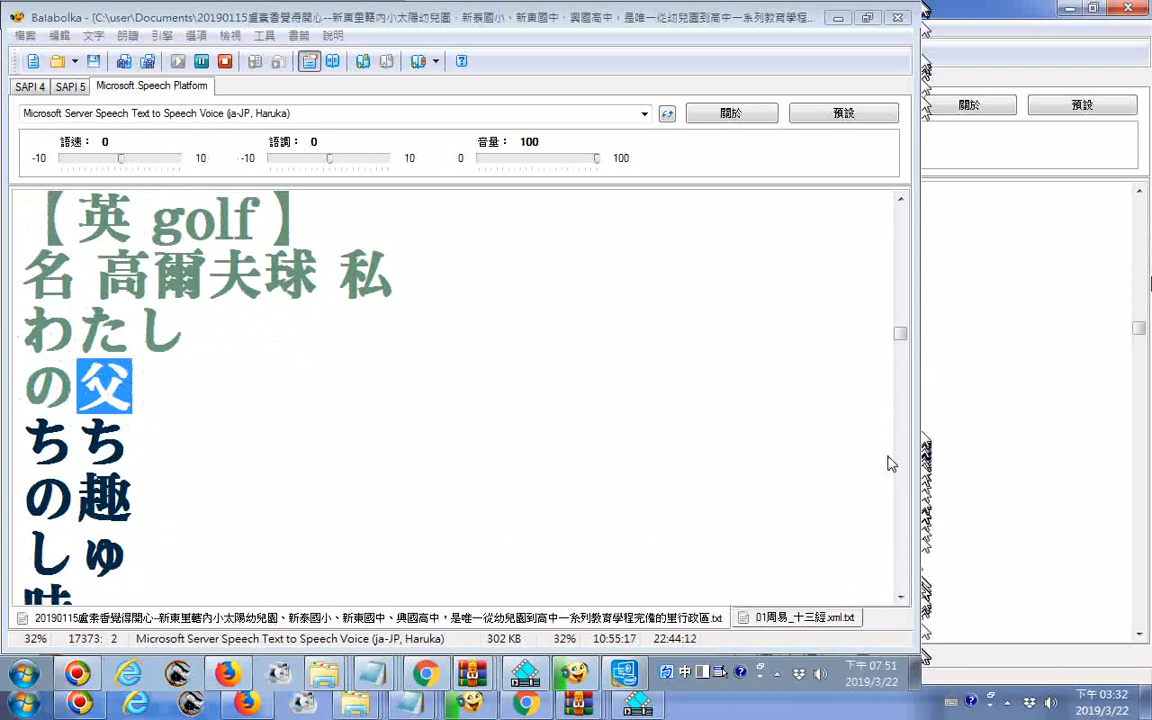 Balabolka - [C:\user\Documents\20190115盧素香覺得開心--新東里轄內小太陽幼兒園、新泰國小、新東國中、興國高中，是唯一從幼兒園到高中一系列教育學程...
檔案 編輯 文字 朗讀 引擎 選項 檢視 工具 書籤 說明
SAPI 4 SAPI 5 Microsoft Speech Platform
Microsoft Server Speech Text to Speech Voice (ja-JP, Haruka) 關於 預設 關於 預設
語速： 0 語調： 0 音量： 100
-10 10 -10 10 0 100
【英 golf】
名 高爾夫球 私
わたし
の父
ちち
の趣
しゅ
味
20190115盧素香覺得開心--新東里轄內小太陽幼兒園、新泰國小、新東國中、興國高中，是唯一從幼兒園到高中一系列教育學程完備的里行政區.txt 01周易_十三經.xml.txt
32% 17373: 2 Microsoft Server Speech Text to Speech Voice (ja-JP, Haruka) 302 KB 32% 10:55:17 22:44:12
中 下午 07:51
2019/3/22
下午 03:32
2019/3/22